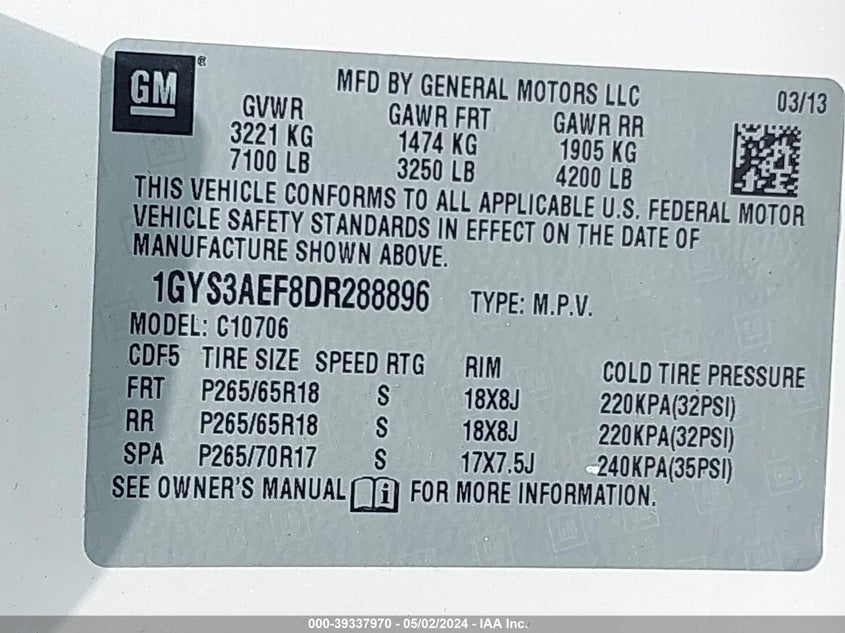 GM®
MFD BY GENERAL MOTORS LLC 03/13
GVWR GAWR FRT GAWR RR
3221 KG 1474 KG 1905 KG
7100 LB 3250 LB 4200 LB
THIS VEHICLE CONFORMS TO ALL APPLICABLE U.S. FEDERAL MOTOR
VEHICLE SAFETY STANDARDS IN EFFECT ON THE DATE OF
MANUFACTURE SHOWN ABOVE.
1GYS3AEF8DR288896 TYPE: M.P.V.
MODEL: C10706
CDF5 TIRE SIZE SPEED RTG RIM COLD TIRE PRESSURE
FRT P265/65R18 S 18X8J 220KPA(32PSI)
RR P265/65R18 S 18X8J 220KPA(32PSI)
SPA P265/70R17 S 17X7.5J 240KPA(35PSI)
SEE OWNER'S MANUAL i FOR MORE INFORMATION.
000-39337970 - 05/02/2024 - IAA Inc.